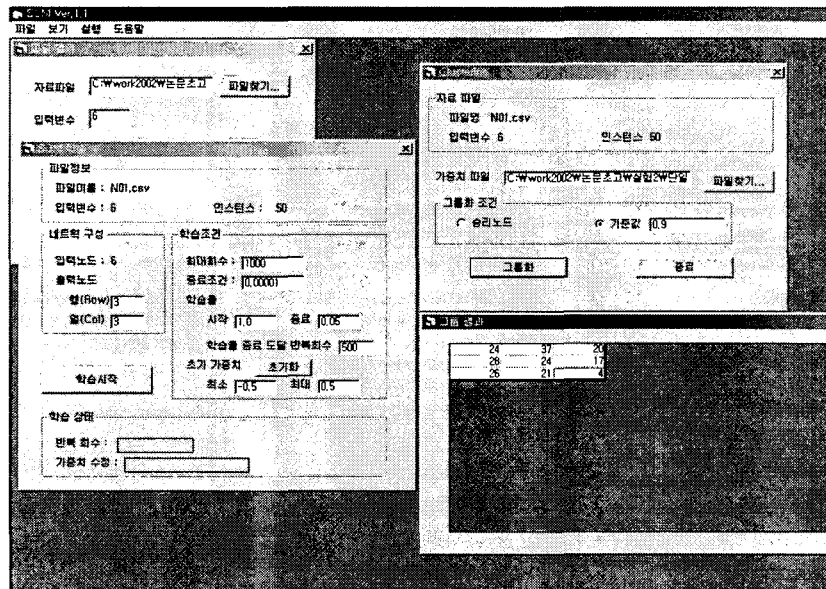 Ver.1.1
파일 보기 실행 도움말
자료파일 C:\work2002\논문초고 파일찾기...
입력변수 6
파일정보
파일이름 : N01.csv
입력변수 : 6 인스턴스 : 50
네트웍 구성
입력노드 : 6
출력노드
행(Row) 3
열(Col) 3
학습시작
학습조건
최대회수 : 1000
종료조건 : 0.00001
학습율
시작 1.0 종료 0.05
학습율 종료 도달 반복회수 500
초기 가중치 초기화
최소 -0.5 최대 0.5
학습 상태
반복 회수 :
가중치 수정 :
자료 파일
파일명 N01.csv
입력변수 6 인스턴스 50
가중치 파일 C:\work2002\논문초고\실험2\단일 파일찾기...
그룹화 조건
승리노드 기준값 0.9
그룹화 종료
그룹 결과
24 37 20
28 24 17
26 21 4